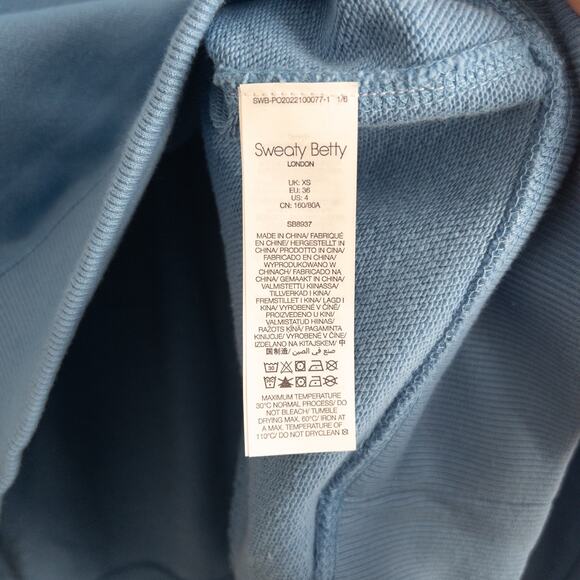 SWB-PO2022100077-1 1/6
Sweaty Betty
LONDON
UK: XS
EU: 36
US: 4
CN: 160/80A
SB8937
MADE IN CHINA/ FABRIQUÉ
EN CHINE/ HERGESTELLT IN
CHINA/ PRODOTTO IN CINA/
FABRICADO EN CHINA/
WYPRODUKOWANO W
CHINACH/ FABRICADO NA
CHINA/ GEMAAKT IN CHINA/
VALMISTETTU KIINASSA/
TILLVERKAD I KINA/
FREMSTILLET I KINA/ LAGD I
KINA/ VYROBENÉ V ČÍNĚ/
PROIZVEDENO U KINI/
VALMISTATUD HIINAS/
RAŽOTS ĶĪNĀ/ PAGAMINTA
KINIJOJE/ VYROBENÉ V ČÍNE/
IZDELANO NA KITAJSKEM/ 中
国制造/ صنع في الصين
MAXIMUM TEMPERATURE
30°C NORMAL PROCESS/ DO
NOT BLEACH/ TUMBLE
DRYING MAX. 60°C/ IRON AT
A MAX. TEMPERATURE OF
110°C/ DO NOT DRYCLEAN